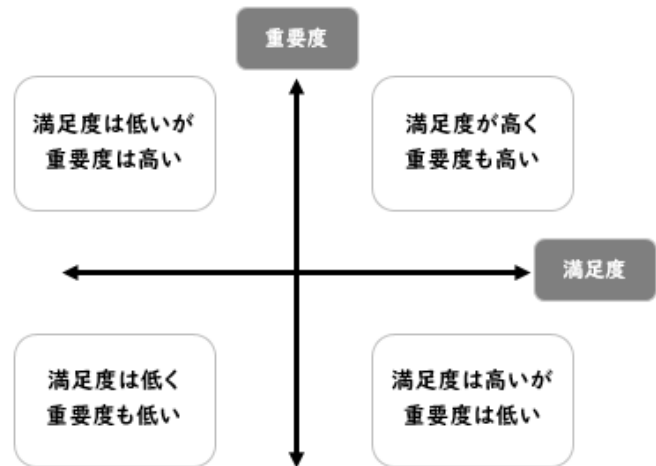 重要度
満足度は低いが
重要度は高い
満足度が高く
重要度も高い
満足度
満足度は低く
重要度も低い
満足度は高いが
重要度は低い